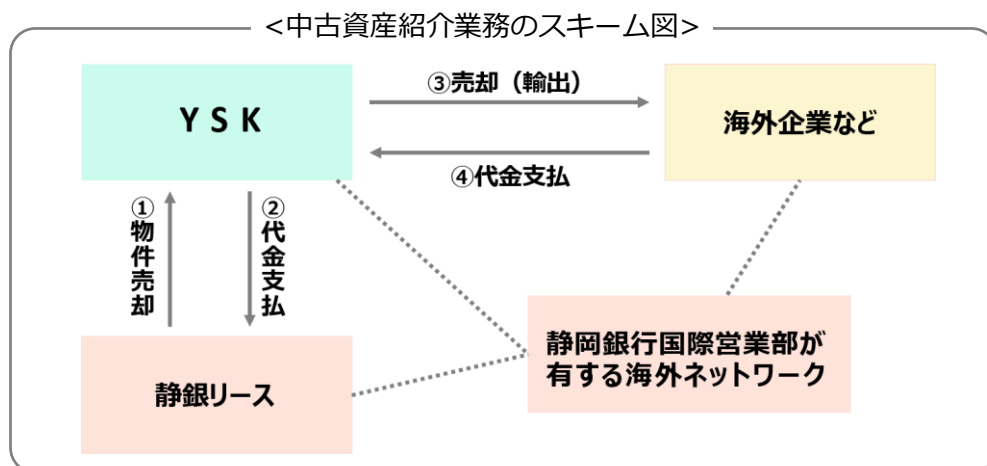 <中古資産紹介業務のスキーム図>
YSK
③売却（輸出）
海外企業など
④代金支払
①物件売却
②代金支払
静岡銀行国際営業部が
有する海外ネットワーク
静銀リース